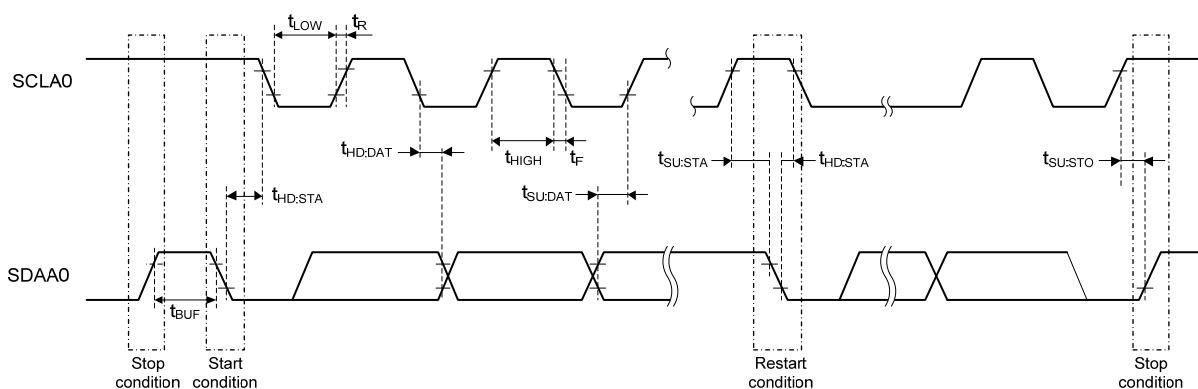 tLOW
tR
SCLA0
tHD:DAT
tHIGH
tF
tSU:STA
tHD:STA
tSU:STO
tHD:STA
tSU:DAT
SDAA0
tBUF
Stop
condition
Start
condition
Restart
condition
Stop
condition